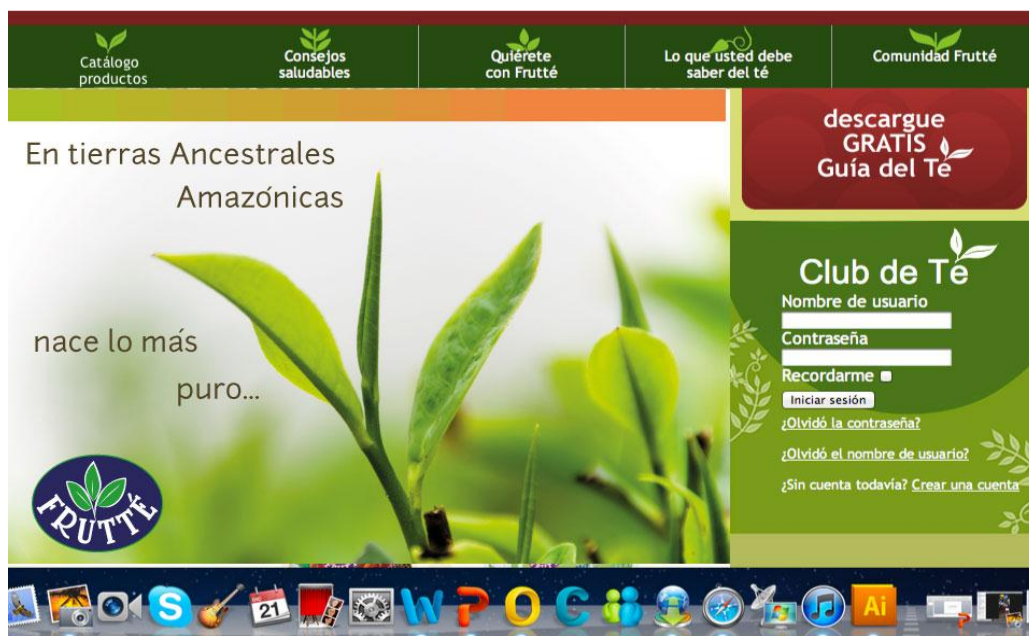 Catálogo
productos
Consejos
saludables
Quiérete
con Frutté
Lo que usted debe
saber del té
Comunidad Frutté
En tierras Ancestrales
Amazónicas
nace lo más
puro...
FRUTTÉ
descargue
GRATIS
Guía del Té
Club de Té
Nombre de usuario
Contraseña
Recordarme
Iniciar sesión
¿Olvidó la contraseña?
¿Olvidó el nombre de usuario?
¿Sin cuenta todavía? Crear una cuenta
21
Ai